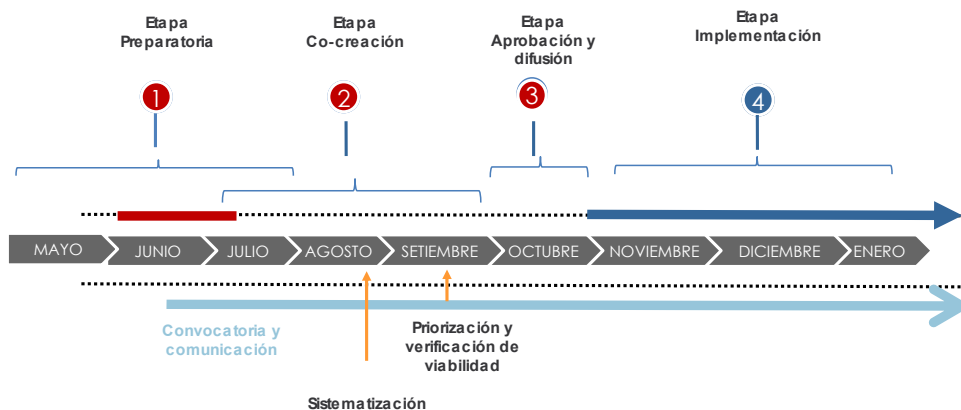 Etapa
Preparatoria
Etapa
Co-creación
Etapa
Aprobación y
difusión
Etapa
Implementación
1
2
3
4
MAYO
JUNIO
JULIO
AGOSTO
SETIEMBRE
OCTUBRE
NOVIEMBRE
DICIEMBRE
ENERO
Convocatoria y
comunicación
Priorización y
verificación de
viabilidad
Sistematización